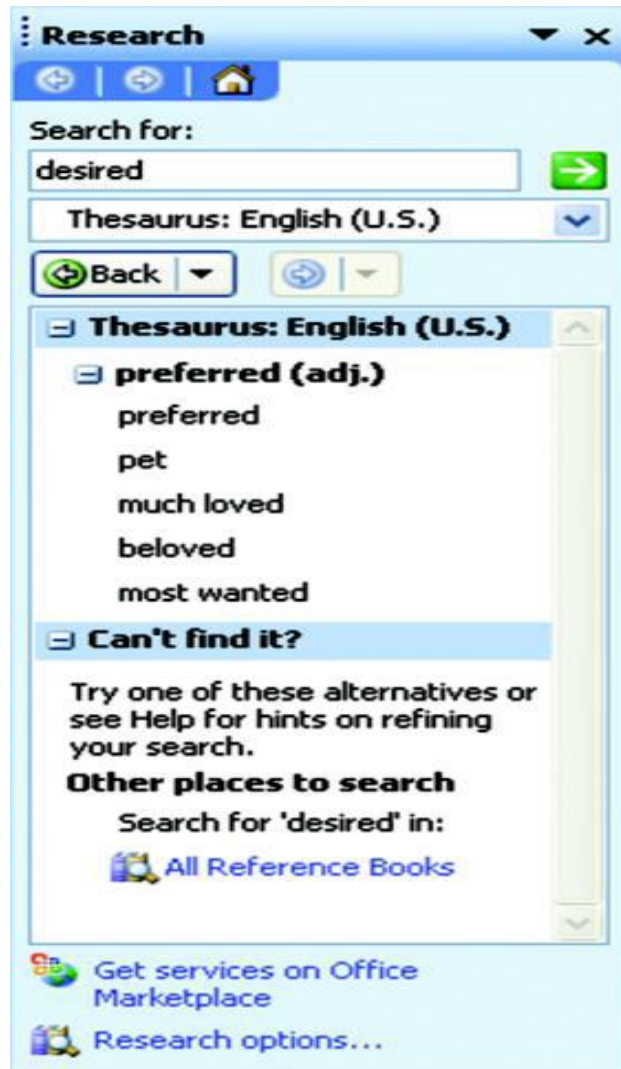 Research
Search for:
desired
Thesaurus: English (U.S.)
Back
Thesaurus: English (U.S.)
preferred (adj.)
preferred
pet
much loved
beloved
most wanted
Can't find it?
Try one of these alternatives or
see Help for hints on refining
your search.
Other places to search
Search for 'desired' in:
All Reference Books
Get services on Office
Marketplace
Research options...